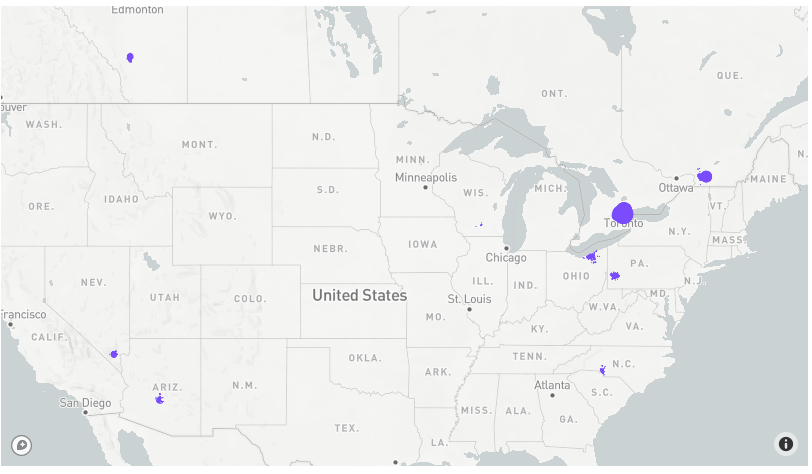 Edmonton
ouver
WASH.
ONT.
QUE.
N.D.
MONT.
MINN.
Minneapolis
Ottawa
MAINE
N.
ORE.
IDAHO
S.D.
WIS.
MICH.
VT.
WYO.
Toronto
N.Y.
MASS.
NEBR.
IOWA
Chicago
PA.
NEV.
UTAH
COLO.
ILL.
IND.
OHIO
N.J.
MD.
United States
St. Louis
W.VA.
rancisco
CALIF.
MO.
KY.
VA.
OKLA.
TENN.
N.C.
ARIZ.
N.M.
ARK.
Atlanta
S.C.
San Diego
MISS.
ALA.
GA.
TEX.
LA.
i